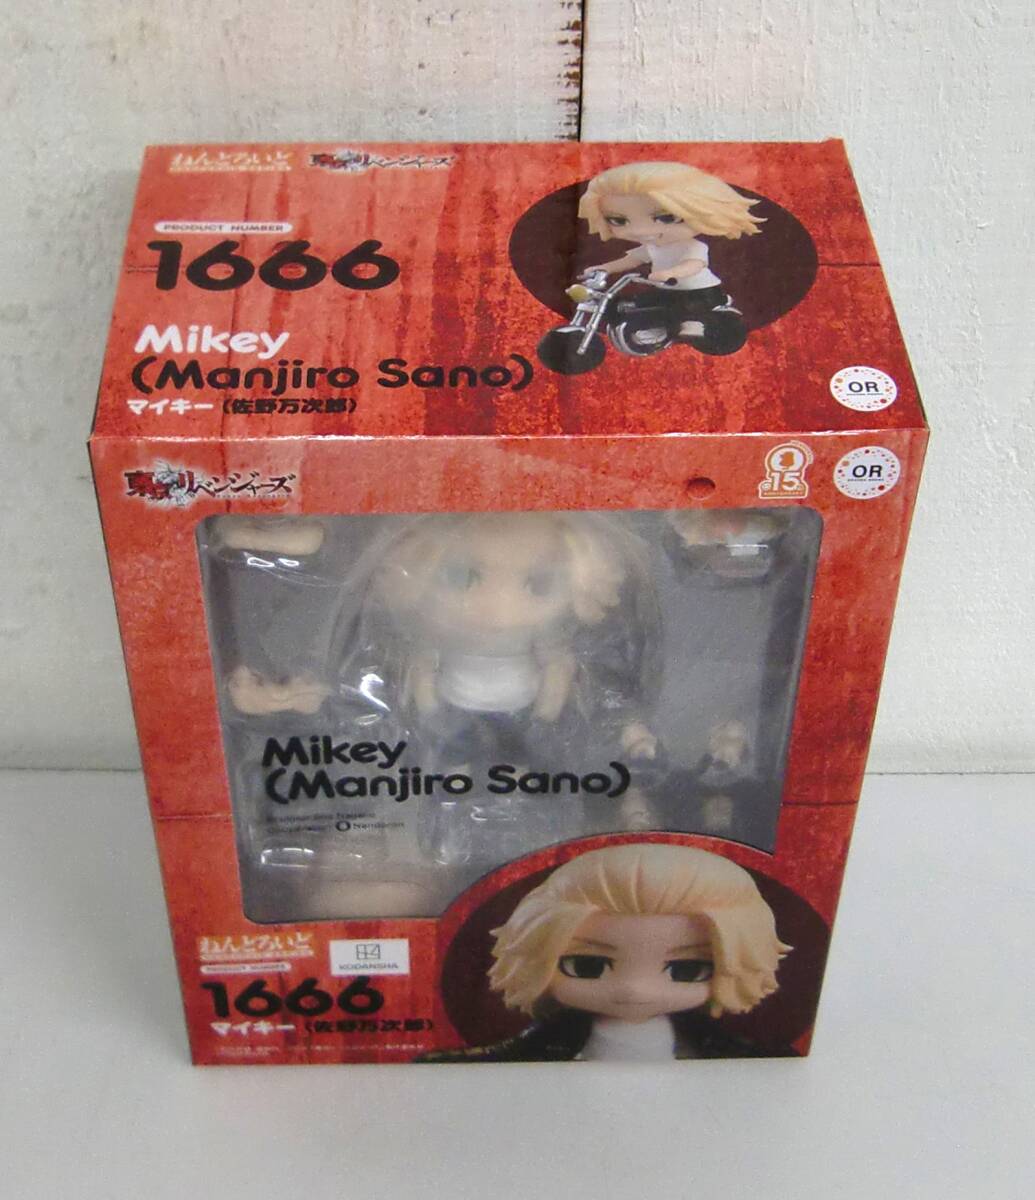 ねんどろいど
東京リベンジャーズ
PRODUCT NUMBER
1666
Mikey
(Manjiro Sano)
マイキー (佐野万次郎)
OR
東京リベンジャーズ
15
ANNIVERSARY
OR
Mikey
(Manjiro Sano)
Nendoron
ねんどろいど
PRODUCT NUMBER
KODANSHA
1666
マイキー (佐野万次郎)